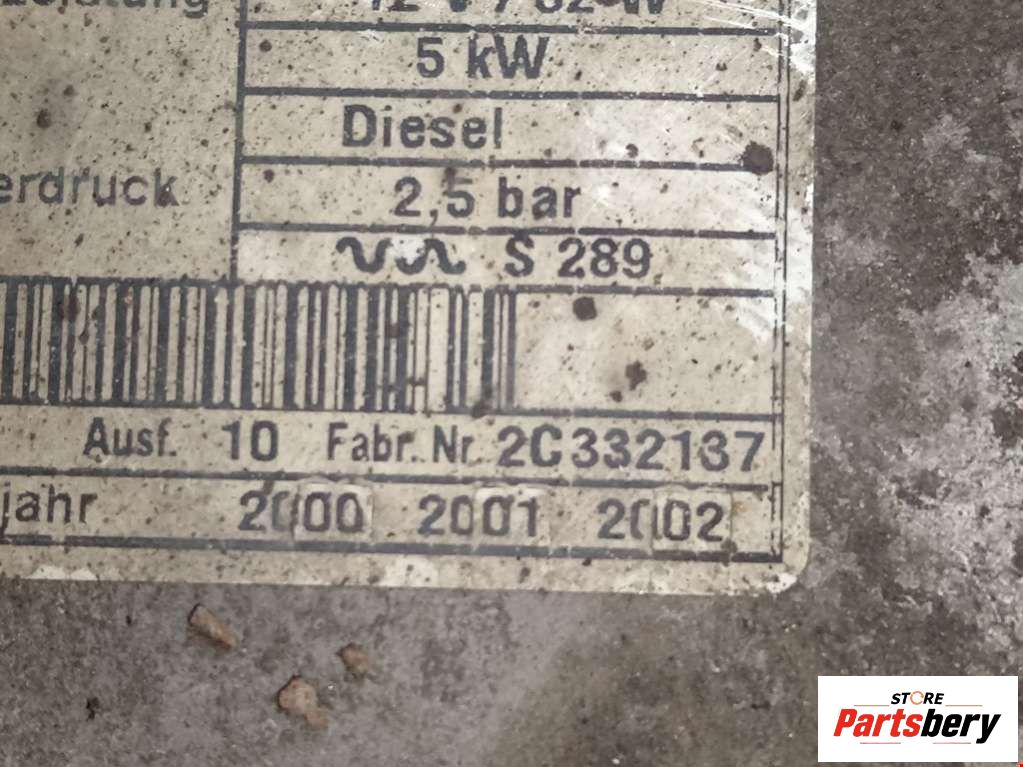 5 kW
Diesel
erdruck 2,5 bar
S 289
Ausf. 10 Fabr. Nr. 2C332137
jahr 2000 2001 2002
STORE
Partsbery